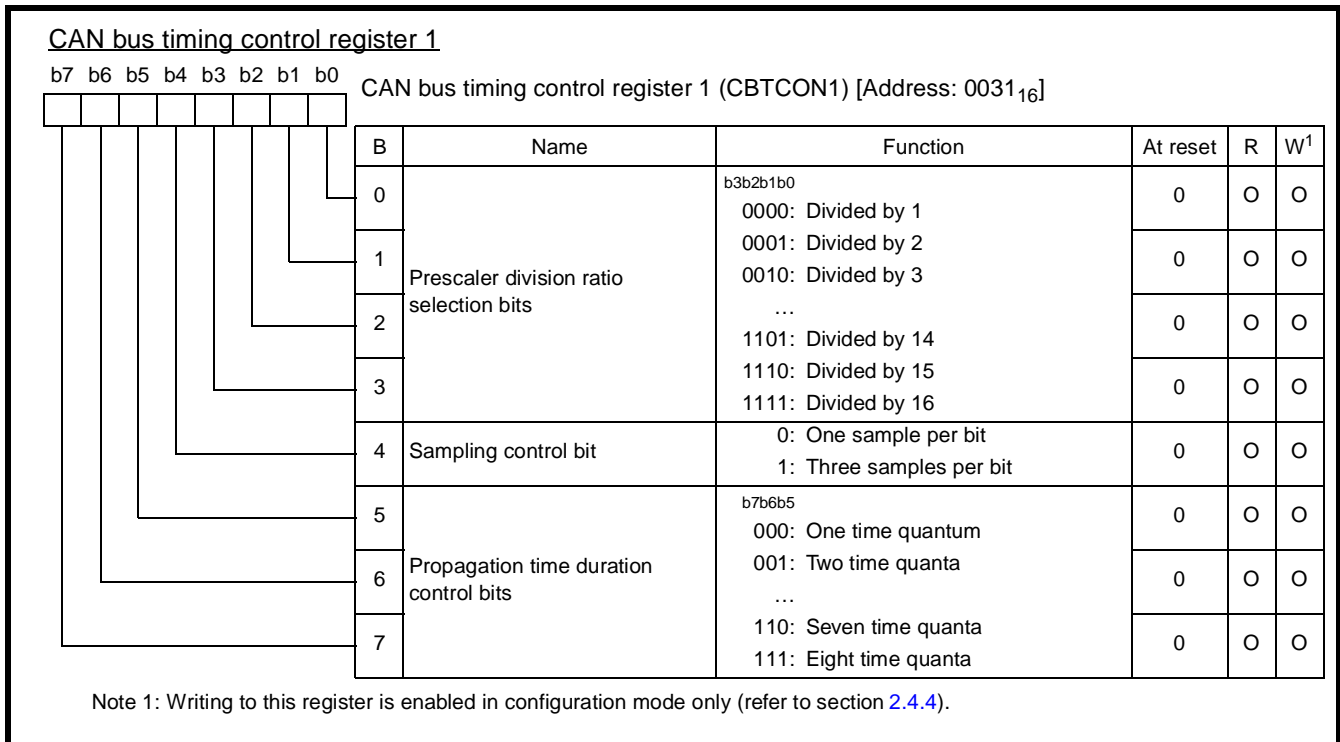 CAN bus timing control register 1
b7 b6 b5 b4 b3 b2 b1 b0
CAN bus timing control register 1 (CBTCON1) [Address: 0031₁₆]
B Name Function At reset R W¹
0 Prescaler division ratio selection bits b3b2b1b0 0 O O
0000: Divided by 1
0001: Divided by 2
1 0 O O
0010: Divided by 3
…
2 0 O O
1101: Divided by 14
1110: Divided by 15
3 0 O O
1111: Divided by 16
4 Sampling control bit 0: One sample per bit 0 O O
1: Three samples per bit
5 Propagation time duration control bits b7b6b5 0 O O
000: One time quantum
001: Two time quanta
6 0 O O
…
110: Seven time quanta
7 0 O O
111: Eight time quanta
Note 1: Writing to this register is enabled in configuration mode only (refer to section 2.4.4).